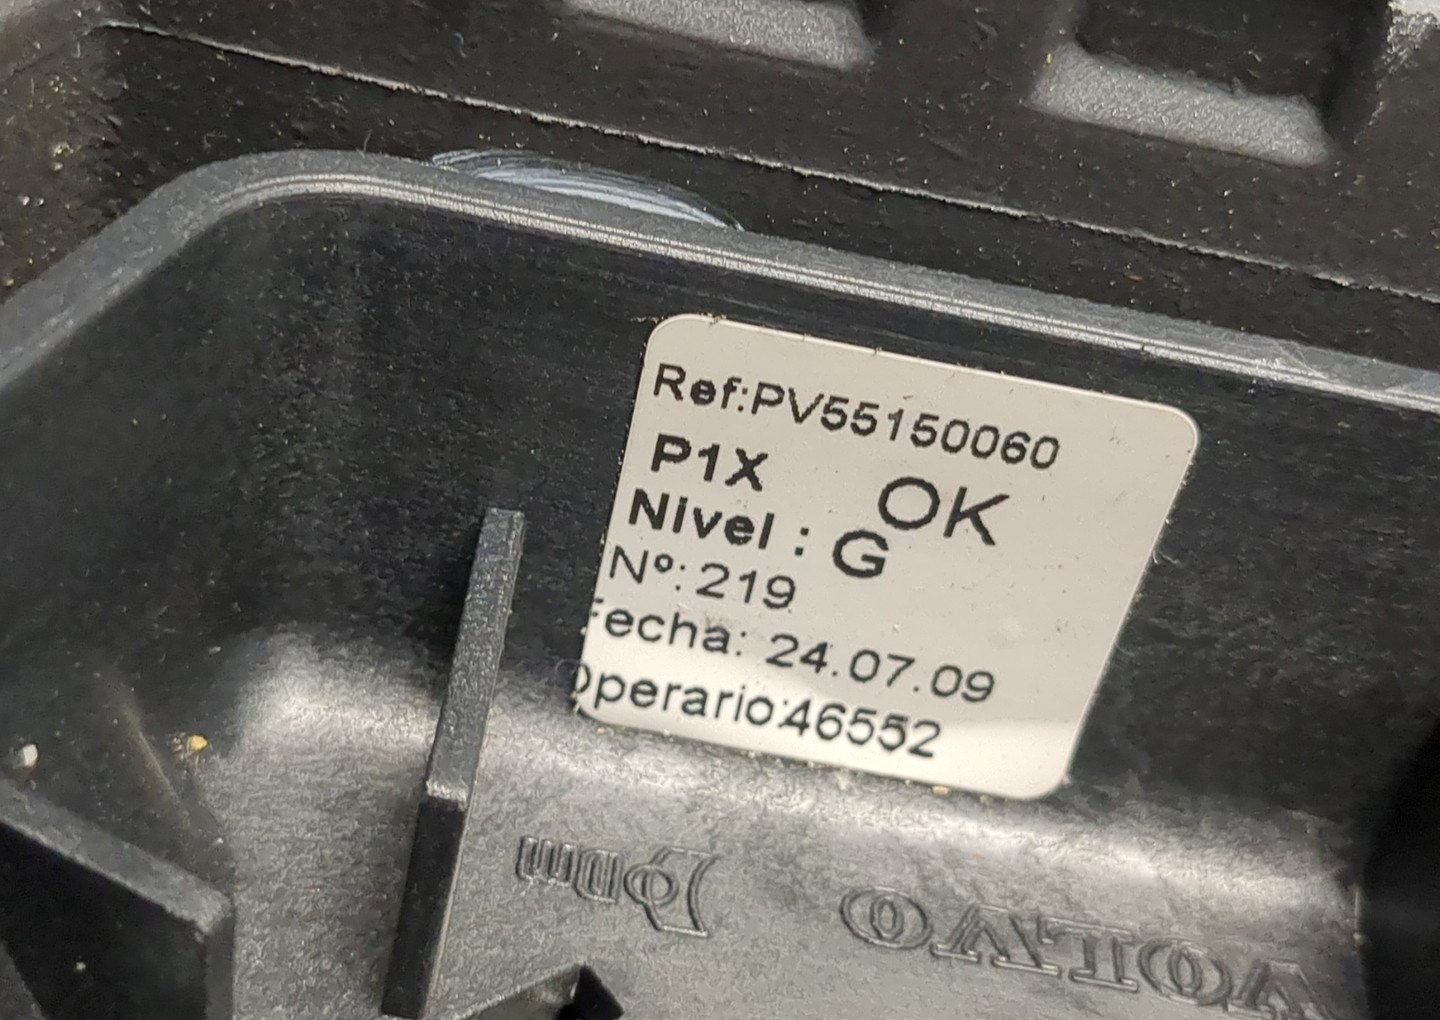 Ref:PV55150060
P1X OK
Nivel : G
Nº:219
Fecha: 24.07.09
Operario:46552
VOLVO